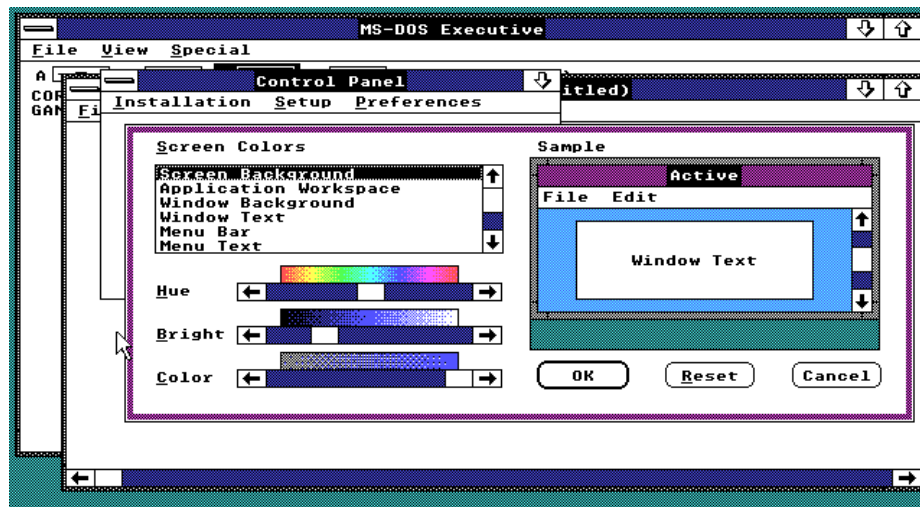 MS-DOS Executive
File View Special
A
Control Panel
itled)
COR
Installation Setup Preferences
GAM Fi
Screen Colors
Sample
Screen Background
Application Workspace
Window Background
Window Text
Menu Bar
Menu Text
Active
File Edit
Window Text
Hue
Bright
Color
OK Reset Cancel